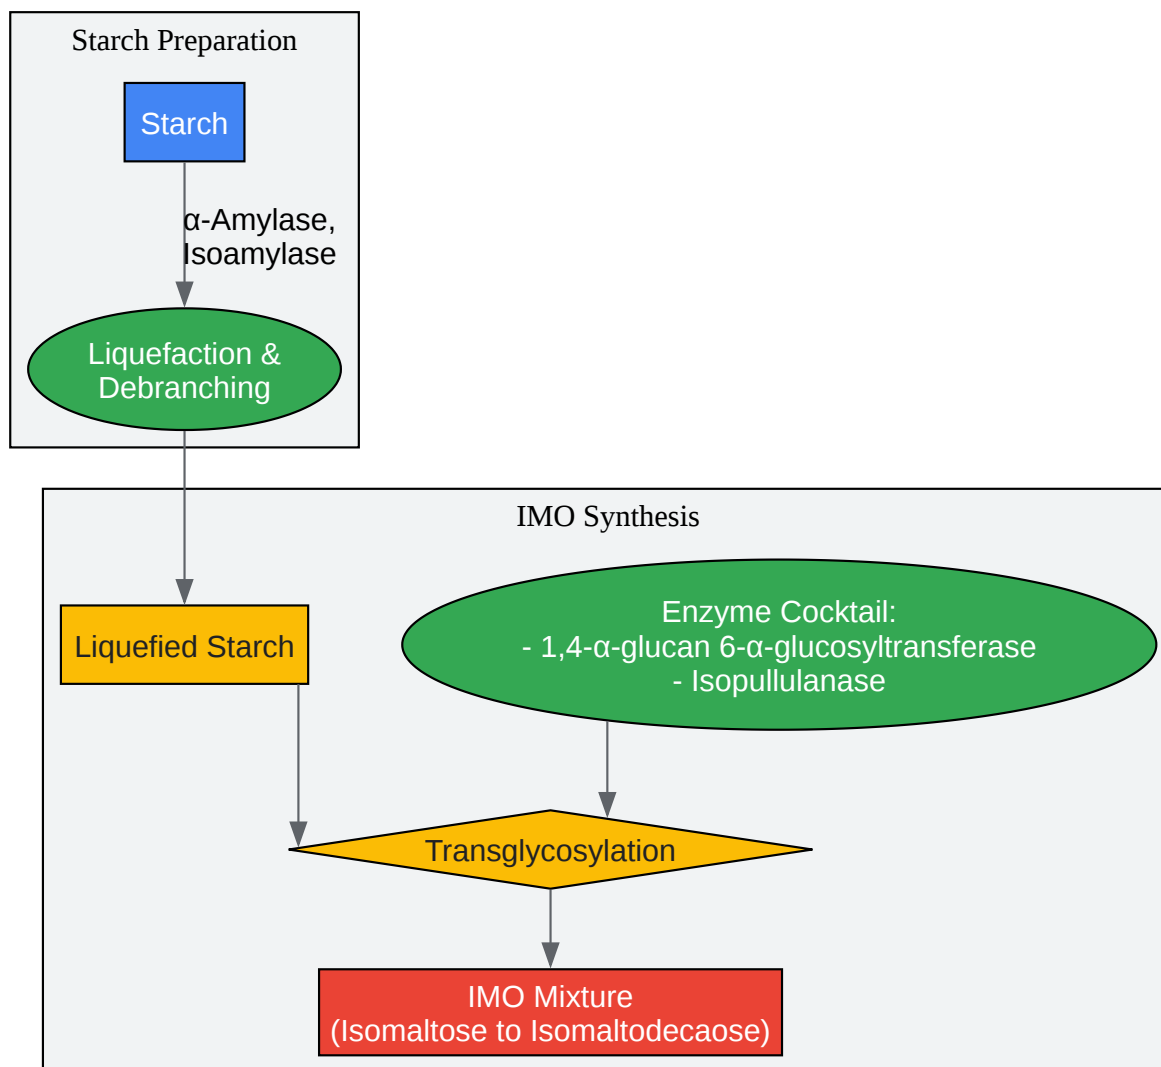 Starch Preparation
Starch
α-Amylase,
Isoamylase
Liquefaction &
Debranching
IMO Synthesis
Liquefied Starch
Enzyme Cocktail:
- 1,4-α-glucan 6-α-glucosyltransferase
- Isopullulanase
Transglycosylation
IMO Mixture
(Isomaltose to Isomaltodecaose)